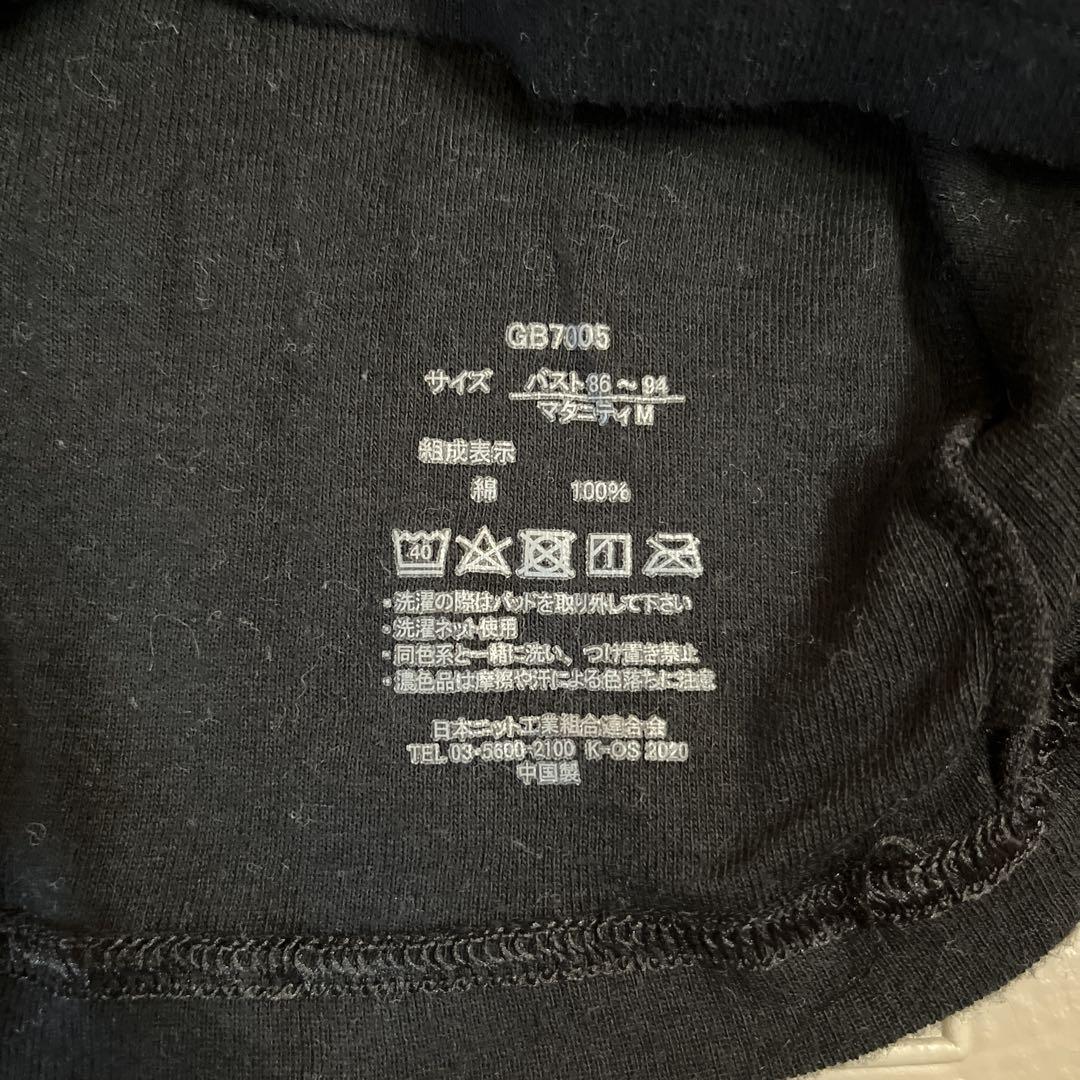 GB7005
サイズ バスト86～94
マタニティM
組成表示
綿 100%
40
・洗濯の際はパッドを取り外して下さい
・洗濯ネット使用
・同色系と一緒に洗い、つけ置き禁止
・濃色品は摩擦や汗による色落ちに注意
日本ニット工業組合連合会
TEL 03-5600-2100 K-OS 2020
中国製